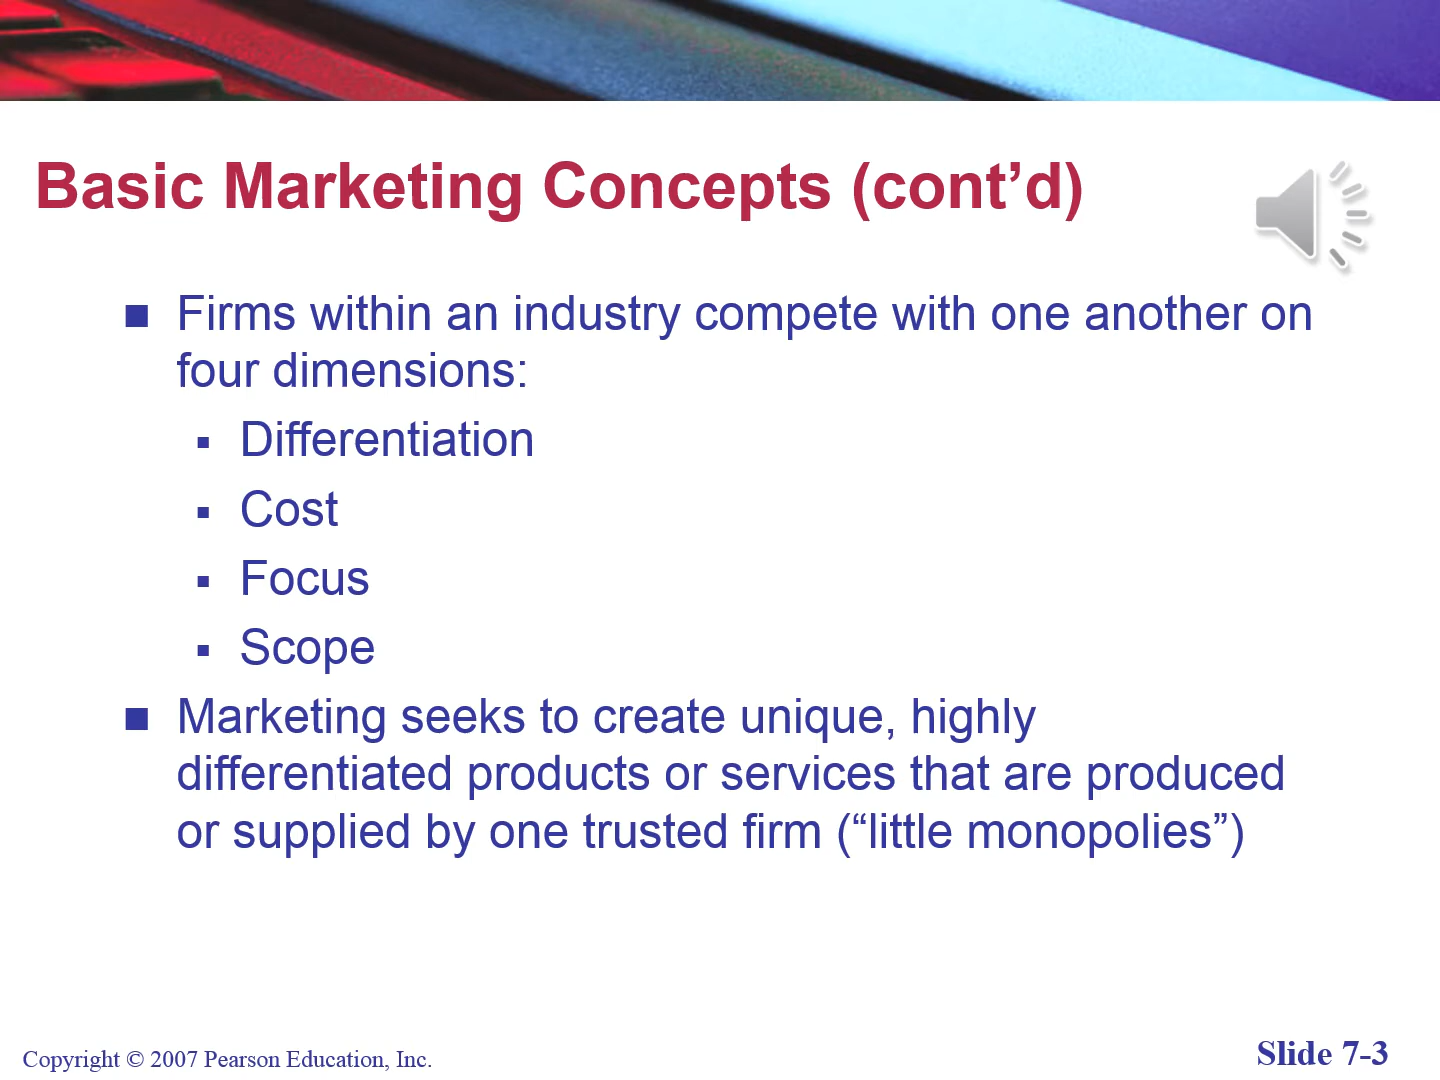 Basic Marketing Concepts (cont’d)
■ Firms within an industry compete with one another on
four dimensions:
▪ Differentiation
▪ Cost
▪ Focus
▪ Scope
■ Marketing seeks to create unique, highly
differentiated products or services that are produced
or supplied by one trusted firm (“little monopolies”)
Copyright © 2007 Pearson Education, Inc.
Slide 7-3